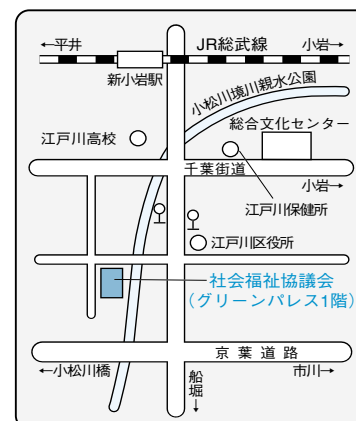 ←平井
JR総武線
小岩→
新小岩駅
小松川境川親水公園
江戸川高校
総合文化センター
千葉街道
小岩→
江戸川保健所
江戸川区役所
社会福祉協議会
(グリーンパレス1階)
京葉道路
←小松川橋
船堀↓
市川→